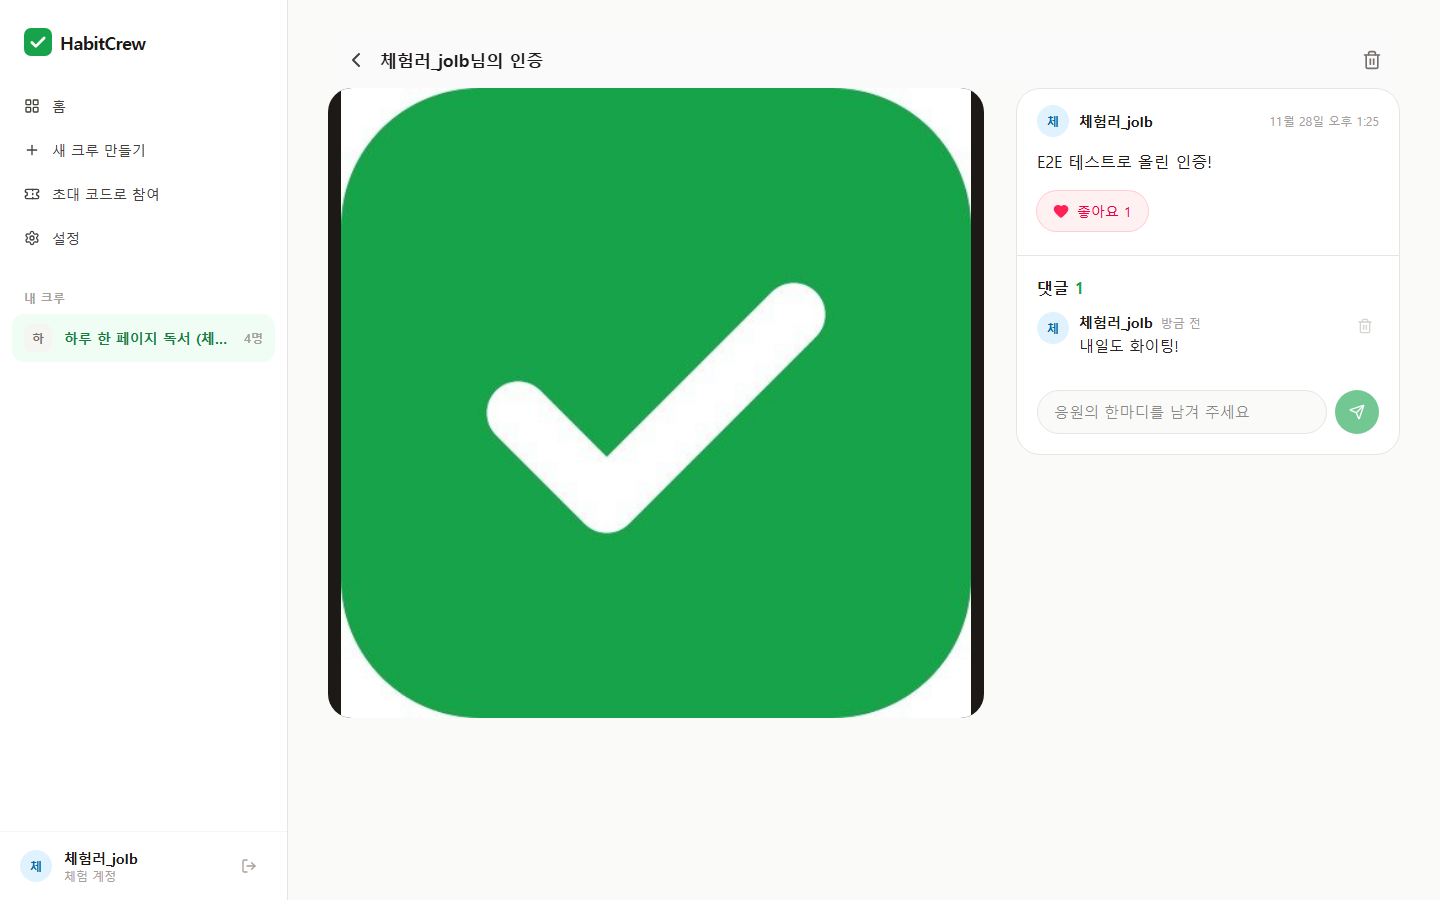 HabitCrew
홈
새 크루 만들기
초대 코드로 참여
설정
내 크루
하 하루 한 페이지 독서 (체... 4명
체 체험러_jolb
체험 계정
체험러_jolb님의 인증
체 체험러_jolb 11월 28일 오후 1:25
E2E 테스트로 올린 인증!
좋아요 1
댓글 1
체 체험러_jolb 방금 전
내일도 화이팅!
응원의 한마디를 남겨 주세요